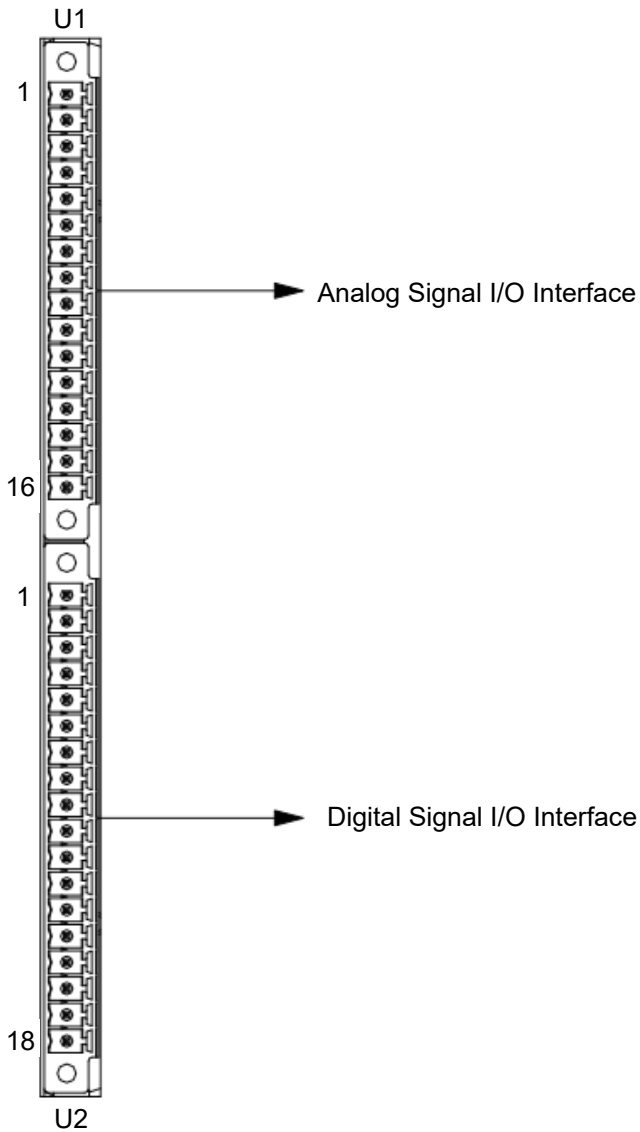 U1
1
Analog Signal I/O Interface
16
1
Digital Signal I/O Interface
18
U2